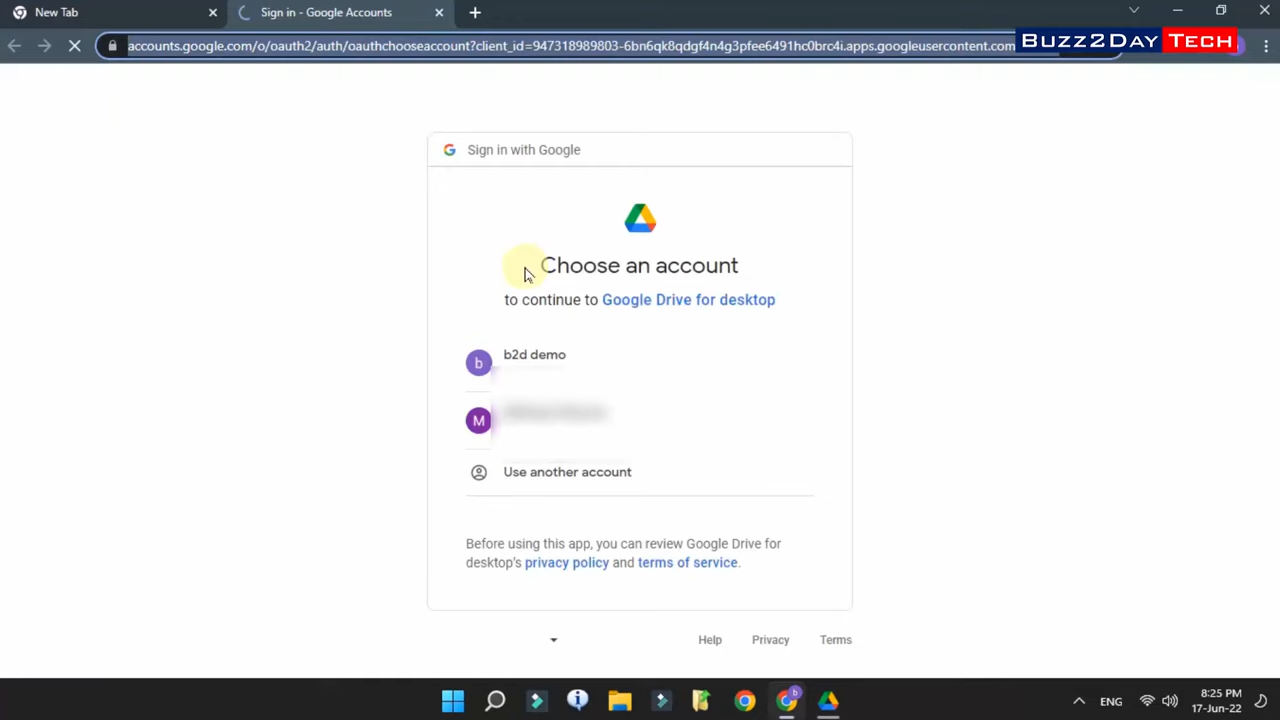 New Tab
Sign in - Google Accounts
accounts.google.com/o/oauth2/auth/oauthchooseaccount?client_id=947318989803-6bn6qk8qdgf4n4g3pfee6491hc0brc4i.apps.googleusercontent.com
Buzz2Day Tech
G Sign in with Google
Choose an account
to continue to Google Drive for desktop
b b2d demo
M
Use another account
Before using this app, you can review Google Drive for
desktop's privacy policy and terms of service.
Help Privacy Terms
b
ENG
8:25 PM
17-Jun-22